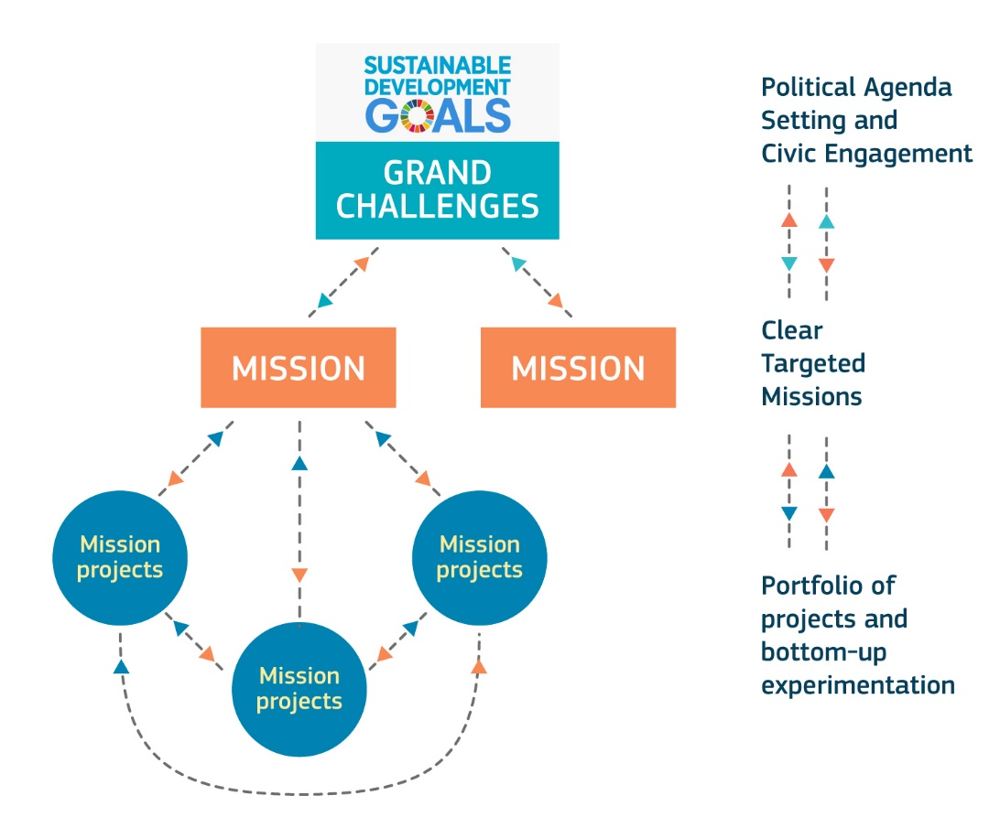 SUSTAINABLE
DEVELOPMENT
GOALS
GRAND
CHALLENGES
MISSION
MISSION
Mission
projects
Mission
projects
Mission
projects
Political Agenda
Setting and
Civic Engagement
Clear
Targeted
Missions
Portfolio of
projects and
bottom-up
experimentation